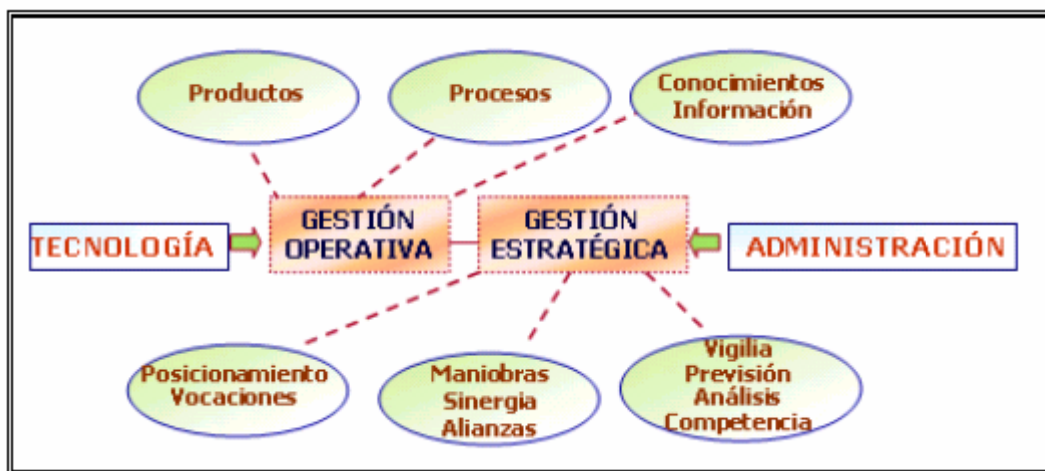 Productos
Procesos
Conocimientos
Información
TECNOLOGÍA
GESTIÓN
OPERATIVA
GESTIÓN
ESTRATÉGICA
ADMINISTRACIÓN
Posicionamiento
Vocaciones
Maniobras
Sinergia
Alianzas
Vigilia
Previsión
Análisis
Competencia